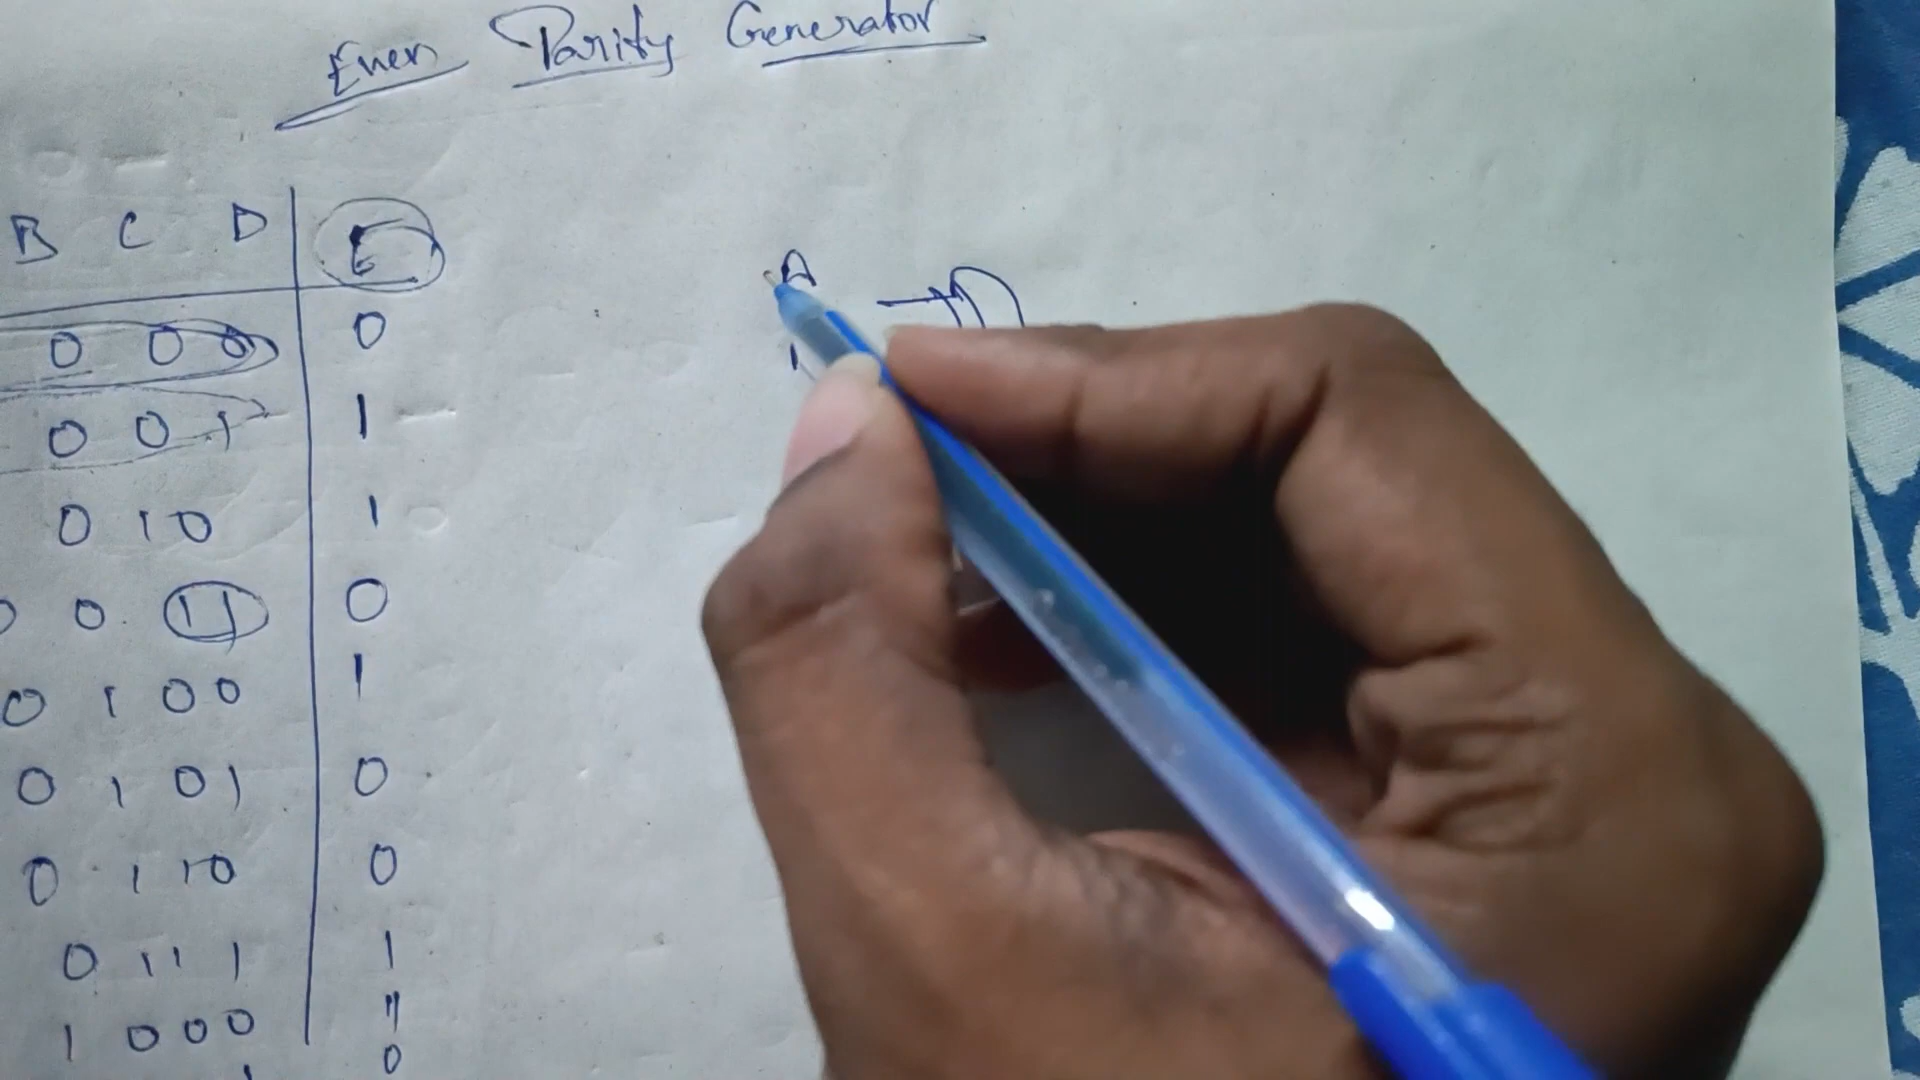 Even Parity Generator
B C D E
0 0 0 0
0 0 1 1
0 1 0 1
0 0 1 1 0
0 1 0 0 1
0 1 0 1 0
0 1 1 0 0
0 1 1 1 1
1 0 0 0 1
0
A